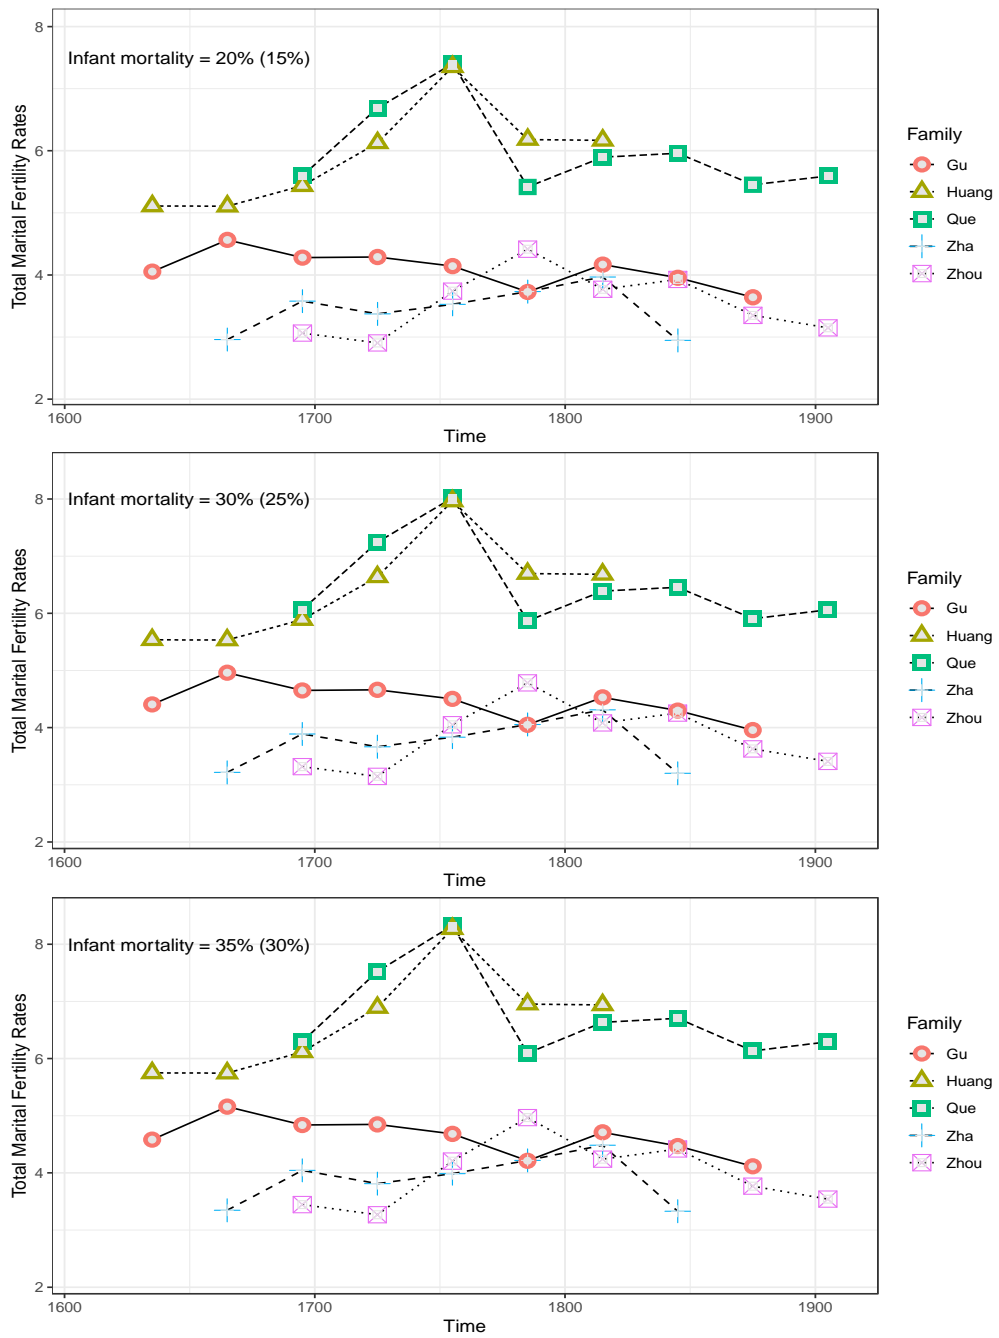 8
Infant mortality = 20% (15%)
6
4
2
Total Marital Fertility Rates
1600
1700
1800
1900
Time
Family
Gu
Huang
Que
Zha
Zhou
8
Infant mortality = 30% (25%)
6
4
2
Total Marital Fertility Rates
1600
1700
1800
1900
Time
Family
Gu
Huang
Que
Zha
Zhou
8
Infant mortality = 35% (30%)
6
4
2
Total Marital Fertility Rates
1600
1700
1800
1900
Time
Family
Gu
Huang
Que
Zha
Zhou